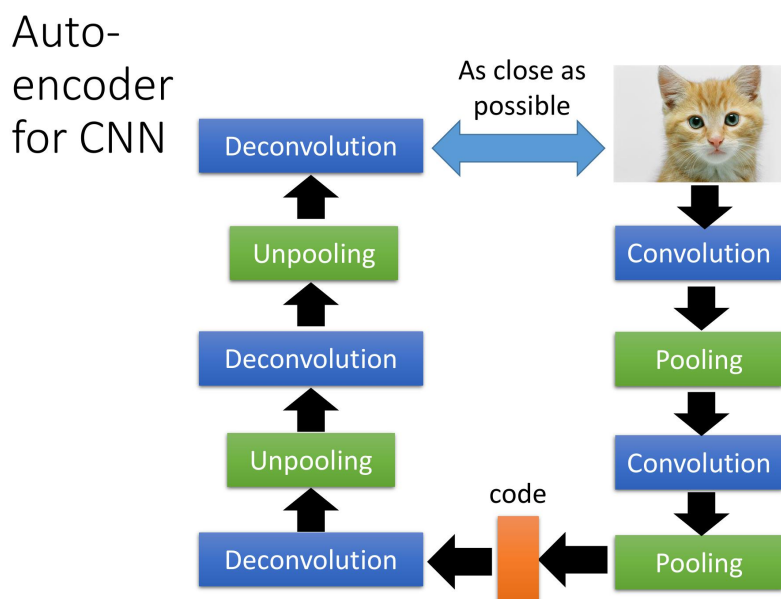 Auto-
encoder
for CNN
As close as
possible
Deconvolution
Unpooling
Convolution
Deconvolution
Pooling
Unpooling
Convolution
code
Deconvolution
Pooling